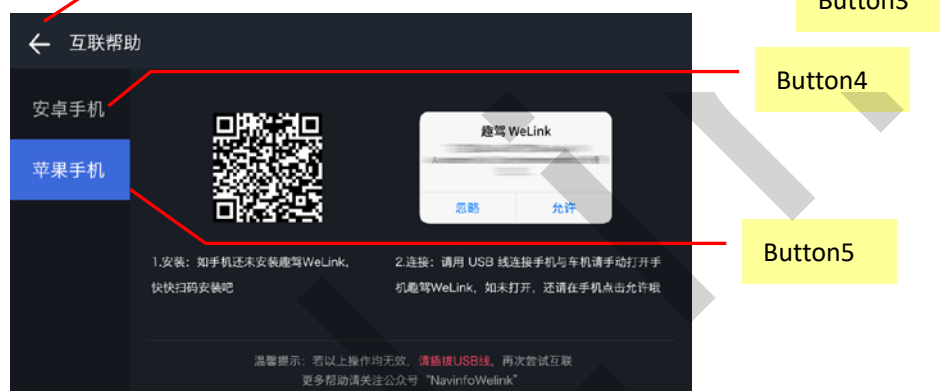 Button3
互联帮助
Button4
安卓手机
苹果手机
趣驾 WeLink
忽略 允许
Button5
1.安装：如手机还未安装趣驾WeLink，
快快扫码安装吧
2.连接：请用 USB 线连接手机与车机请手动打开手
机趣驾WeLink，如未打开，还请在手机点击允许哦
温馨提示：若以上操作均无效，请插拔USB线，再次尝试互联
更多帮助请关注公众号“NavinfoWelink”